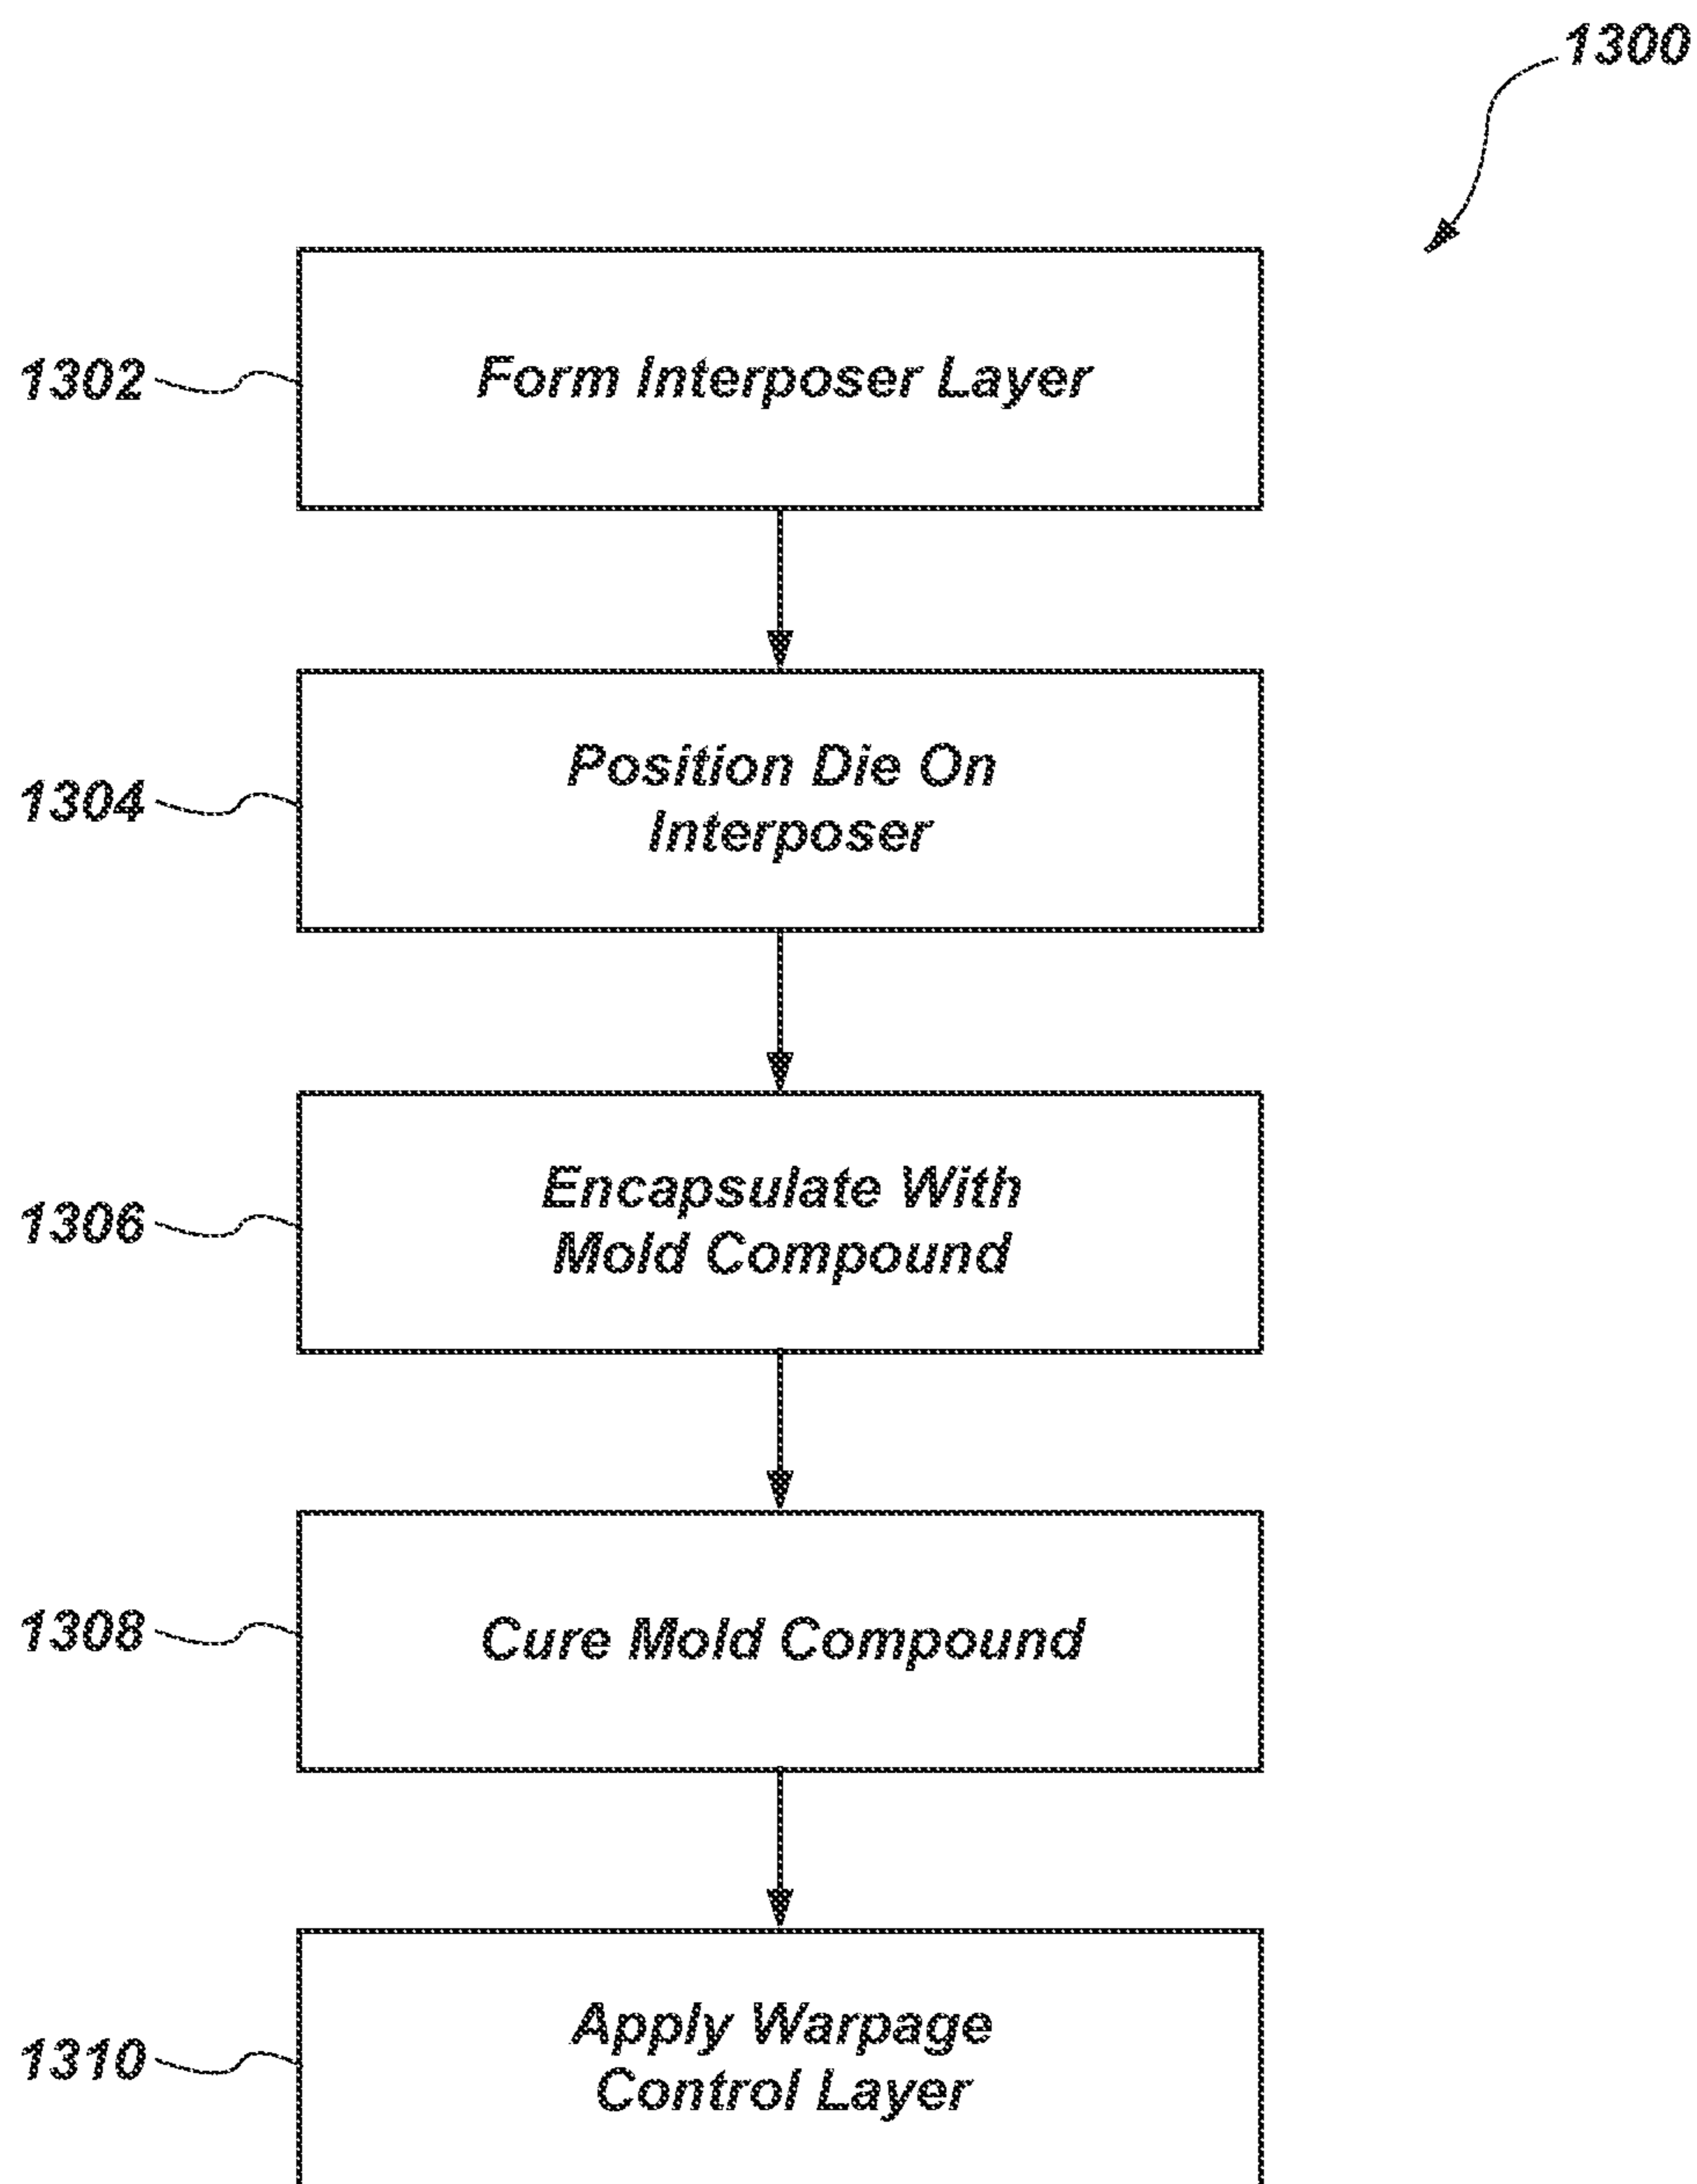 1300
1302
Form Interposer Layer
1304
Position Die On
Interposer
1306
Encapsulate With
Mold Compound
1308
Cure Mold Compound
1310
Apply Warpage
Control Layer